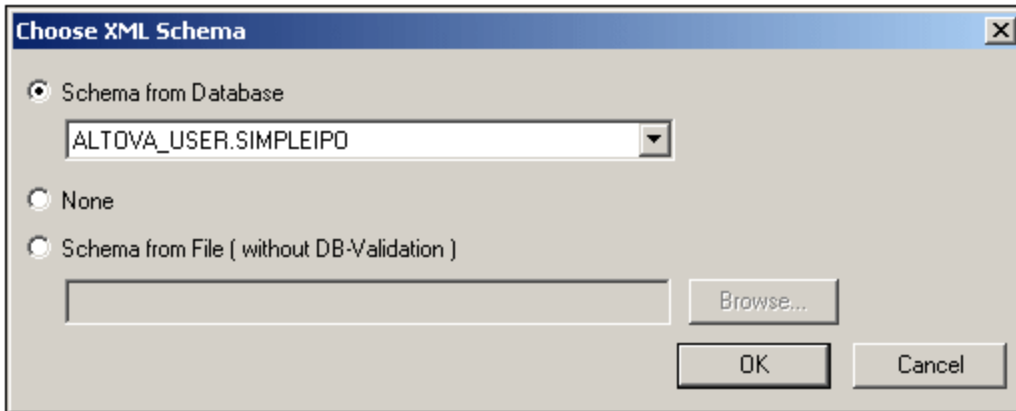 Choose XML Schema
Schema from Database
ALTOVA_USER.SIMPLEIPO
None
Schema from File ( without DB-Validation )
Browse...
OK Cancel